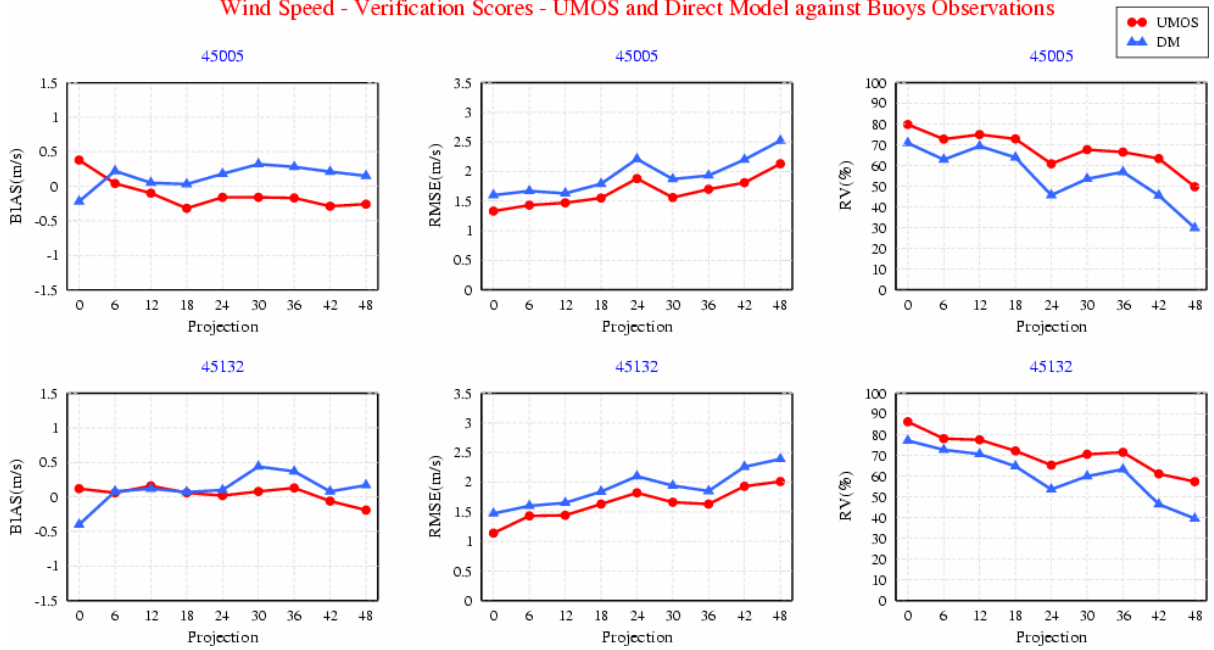 Wind Speed - Verification Scores - UMOS and Direct Model against Buoys Observations
UMOS
DM
45005
45005
45005
BIAS(m/s)
1.5
1
0.5
0
-0.5
-1
-1.5
0 6 12 18 24 30 36 42 48
Projection
RMSE(m/s)
3.5
3
2.5
2
1.5
1
0.5
0
0 6 12 18 24 30 36 42 48
Projection
RV(%)
100
90
80
70
60
50
40
30
20
10
0
0 6 12 18 24 30 36 42 48
Projection
45132
45132
45132
BIAS(m/s)
1.5
1
0.5
0
-0.5
-1
-1.5
0 6 12 18 24 30 36 42 48
Projection
RMSE(m/s)
3.5
3
2.5
2
1.5
1
0.5
0
0 6 12 18 24 30 36 42 48
Projection
RV(%)
100
90
80
70
60
50
40
30
20
10
0
0 6 12 18 24 30 36 42 48
Projection